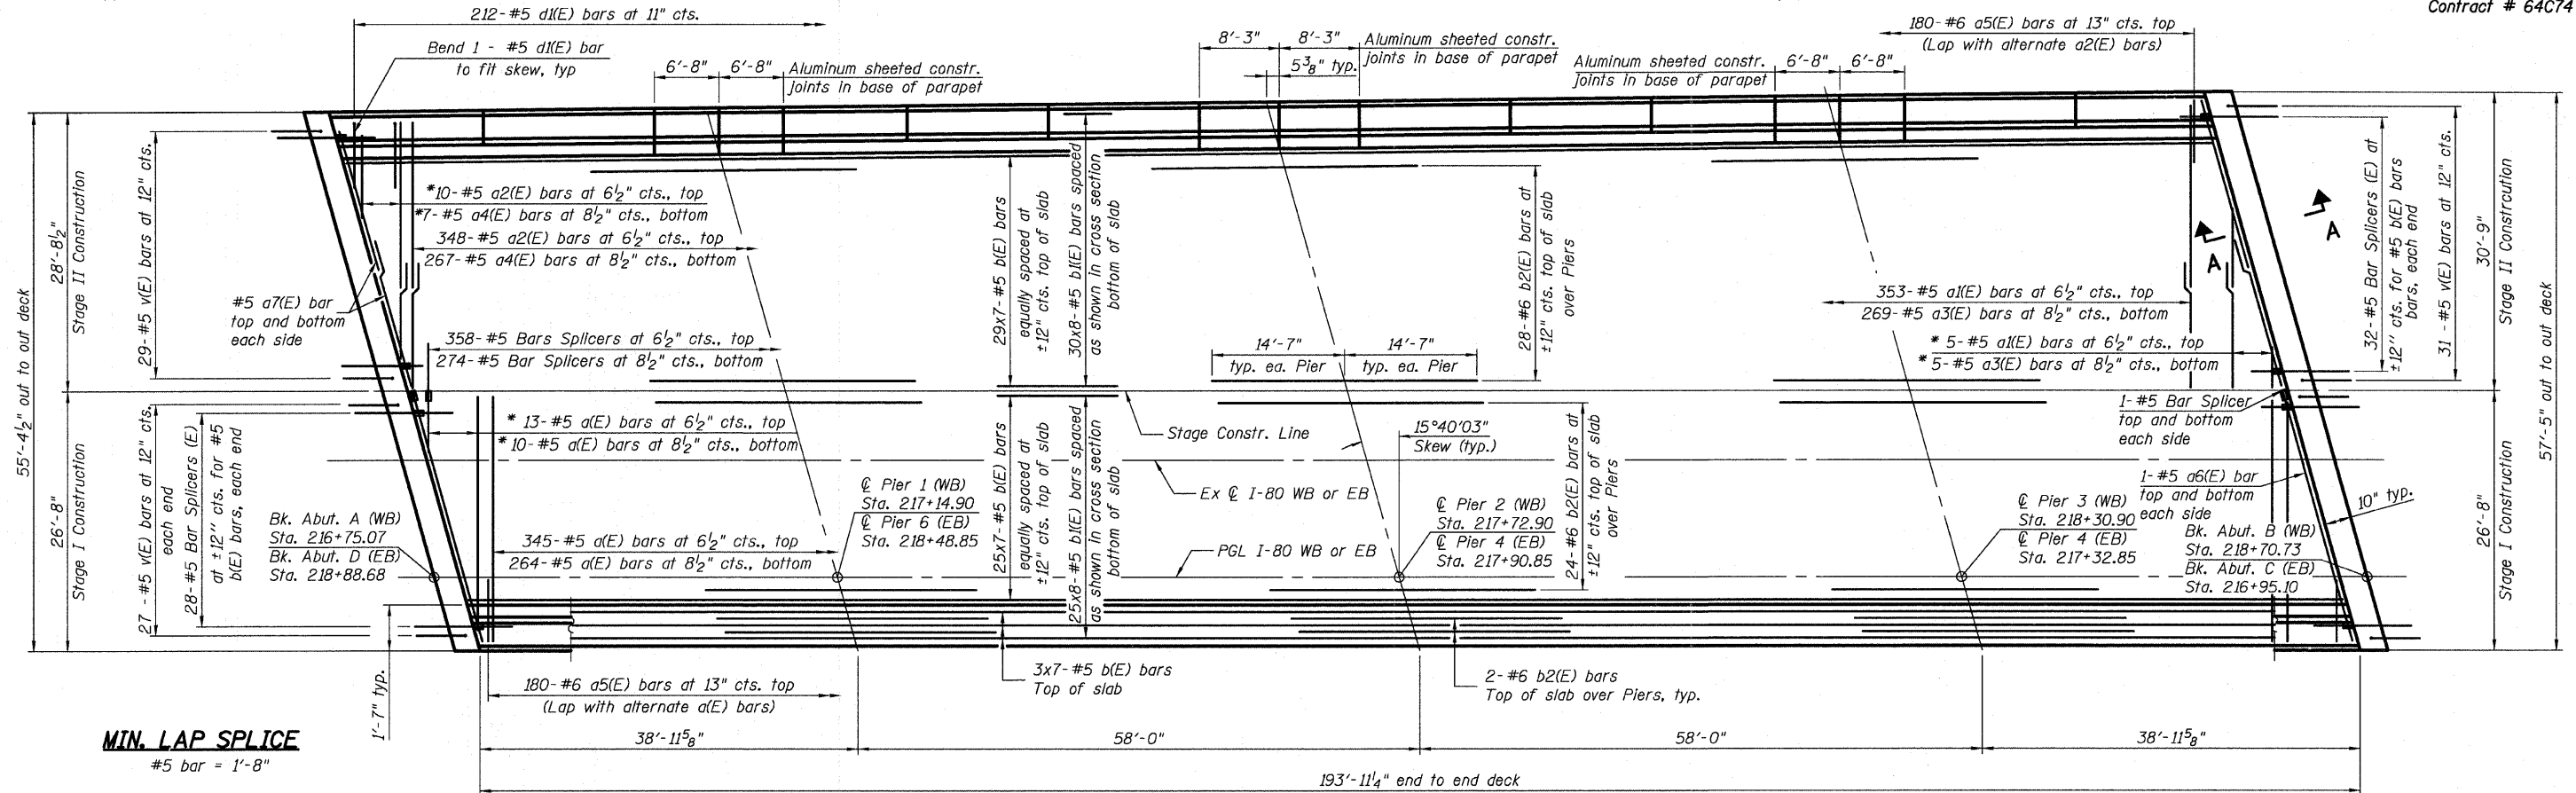 Contract # 64C74
212-#5 d1(E) bars at 11" cts.
Bend 1 - #5 d1(E) bar
to fit skew, typ
6'-8"
6'-8"
Aluminum sheeted constr.
joints in base of parapet
8'-3"
8'-3"
5 3/8" typ.
Aluminum sheeted constr.
joints in base of parapet
Aluminum sheeted constr.
joints in base of parapet
6'-8"
6'-8"
180-#6 a5(E) bars at 13" cts. top
(Lap with alternate a2(E) bars)
55'-4 1/2" out to out deck
28'-8 1/2"
Stage II Construction
26'-8"
Stage I Construction
29-#5 v(E) bars at 12" cts.
27 -#5 v(E) bars at 12" cts.
each end
28-#5 Bar Splicers (E)
at ±12" cts. for #5
b(E) bars, each end
*10-#5 a2(E) bars at 6 1/2" cts, top
*7-#5 a4(E) bars at 8 1/2" cts., bottom
348-#5 a2(E) bars at 6 1/2" cts., top
267-#5 a4(E) bars at 8 1/2" cts., bottom
#5 a7(E) bar
top and bottom
each side
358-#5 Bars Splicers at 6 1/2" cts., top
274-#5 Bar Splicers at 8 1/2" cts., bottom
* 13-#5 a(E) bars at 6 1/2" cts., top
*10-#5 a(E) bars at 8 1/2" cts., bottom
345-#5 a(E) bars at 6 1/2" cts., top
264-#5 a(E) bars at 8 1/2" cts., bottom
Bk. Abut. A (WB)
Sta. 216+75.07
Bk. Abut. D (EB)
Sta. 218+88.68
℄ Pier 1 (WB)
Sta. 217+14.90
℄ Pier 6 (EB)
Sta. 218+48.85
29x7-#5 b(E) bars
equally spaced at
±12" cts. top of slab
30x8-#5 b1(E) bars spaced
as shown in cross section
bottom of slab
25x7-#5 b(E) bars
equally spaced at
±12" cts. top of slab
25x8-#5 b1(E) bars spaced
as shown in cross section
bottom of slab
14'-7"
typ. ea. Pier
14'-7"
typ. ea. Pier
28-#6 b2(E) bars at
±12" cts. top of slab
over Piers
Stage Constr. Line
15°40'03"
Skew (typ.)
Ex ℄ I-80 WB or EB
PGL I-80 WB or EB
℄ Pier 2 (WB)
Sta. 217+72.90
℄ Pier 4 (EB)
Sta. 217+90.85
24-#6 b2(E) bars at
±12" cts. top of slab
over Piers
353-#5 a1(E) bars at 6 1/2" cts., top
269-#5 a3(E) bars at 8 1/2" cts., bottom
* 5-#5 a1(E) bars at 6 1/2" cts., top
* 5-#5 a3(E) bars at 8 1/2" cts., bottom
A
A
32-#5 Bar Splicers (E) at
±12" cts. for #5 b(E) bars
bars, each end
31 -#5 v(E) bars at 12" cts.
30'-9"
Stage II Construcution
26'-8"
Stage I Construction
57'-5" out to out deck
1-#5 Bar Splicer
top and bottom
each side
1-#5 a6(E) bar
top and bottom
each side
10" typ.
℄ Pier 3 (WB)
Sta. 218+30.90
℄ Pier 4 (EB)
Sta. 217+32.85
Bk. Abut. B (WB)
Sta. 218+70.73
Bk. Abut. C (EB)
Sta. 216+95.10
1'-7" typ.
180-#6 a5(E) bars at 13" cts. top
(Lap with alternate a(E) bars)
3x7-#5 b(E) bars
Top of slab
2-#6 b2(E) bars
Top of slab over Piers, typ.
MIN. LAP SPLICE
#5 bar = 1'-8"
38'-11 5/8"
58'-0"
58'-0"
38'-11 5/8"
193'-11 1/4" end to end deck